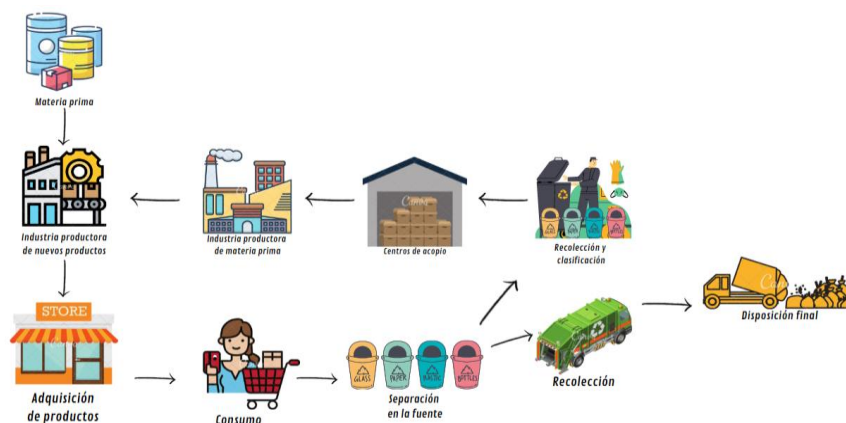 Materia prima
Industria productora
de nuevos productos
Industria productora
de materia prima
Centros de acopio
Recolección y
clasificación
STORE
Adquisición
de productos
Consumo
GLASS
PAPER
PLASTIC
BOTTLES
Separación
en la fuente
Recolección
Disposición final